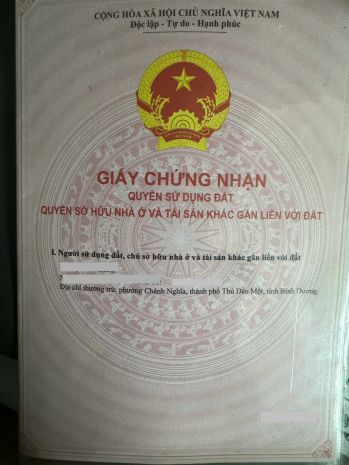 CỘNG HÒA XÃ HỘI CHỦ NGHĨA VIỆT NAM
Độc lập - Tự do - Hạnh phúc
GIẤY CHỨNG NHẬN
QUYỀN SỬ DỤNG ĐẤT
QUYỀN SỞ HỮU NHÀ Ở VÀ TÀI SẢN KHÁC GẮN LIỀN VỚI ĐẤT
I. Người sử dụng đất, chủ sở hữu nhà ở và tài sản khác gắn liền với đất
Địa chỉ thường trú: phường Chánh Nghĩa, thành phố Thủ Dầu Một, tỉnh Bình Dương.